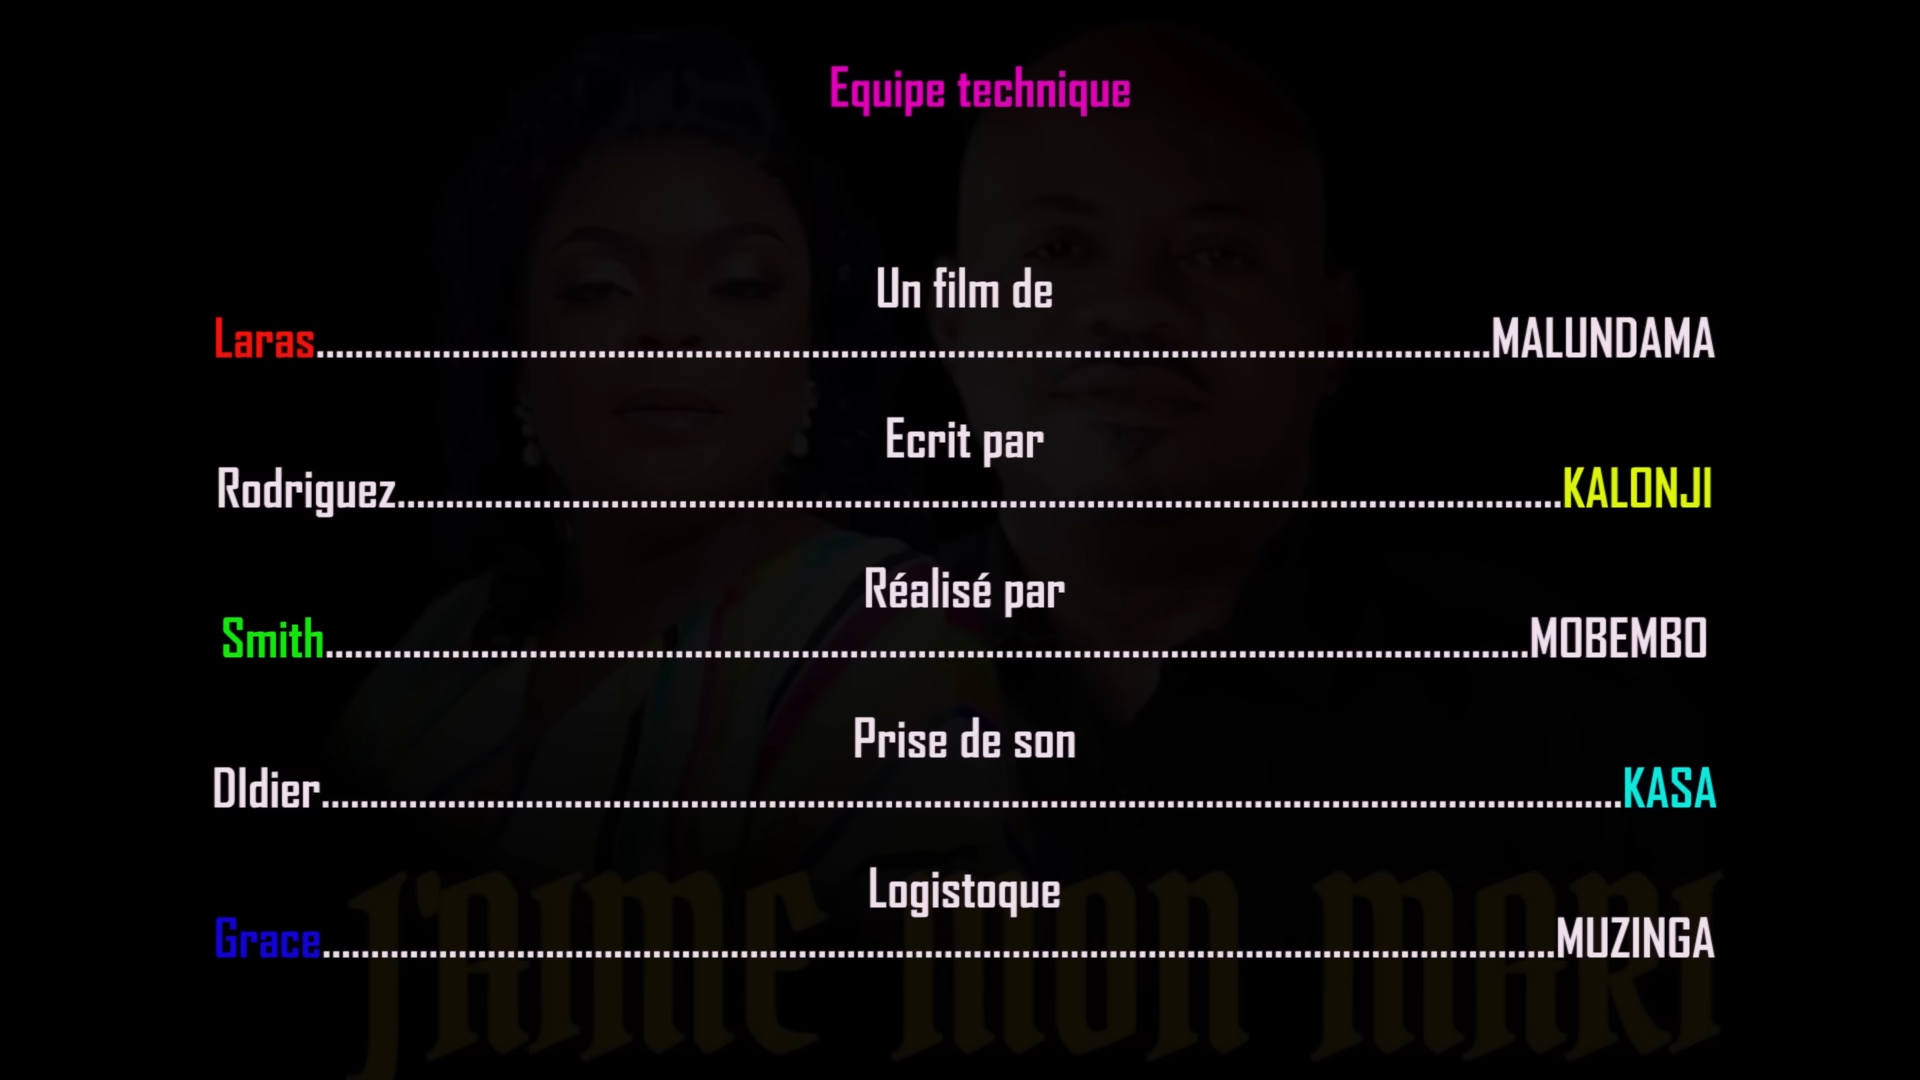 Equipe technique
Un film de
Laras........................................................................................................................MALUNDAMA
Ecrit par
Rodriguez........................................................................................................................KALONJI
Réalisé par
Smith............................................................................................................................MOBEMBO
Prise de son
DIdier......................................................................................................................................KASA
Logistoque
Grace...............................................................................................................................MUZINGA
J'AIME MON MARI